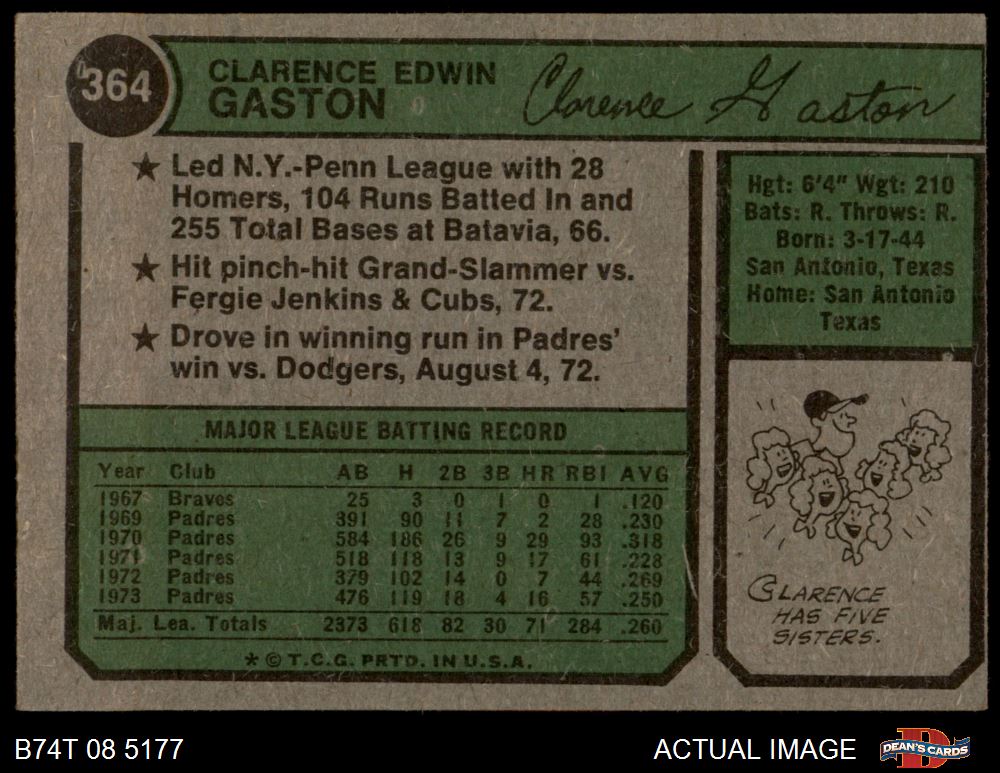 364
CLARENCE EDWIN
GASTON
Clarence Gaston
★ Led N.Y.-Penn League with 28
Homers, 104 Runs Batted In and
255 Total Bases at Batavia, 66.
★ Hit pinch-hit Grand-Slammer vs.
Fergie Jenkins & Cubs, 72.
★ Drove in winning run in Padres'
win vs. Dodgers, August 4, 72.
Hgt: 6'4" Wgt: 210
Bats: R. Throws: R.
Born: 3-17-44
San Antonio, Texas
Home: San Antonio
Texas
MAJOR LEAGUE BATTING RECORD
Year Club AB H 2B 3B HR RBI AVG
1967 Braves 25 3 0 1 0 1 .120
1969 Padres 391 90 11 7 2 28 .230
1970 Padres 584 186 26 9 29 93 .318
1971 Padres 518 118 13 9 17 61 .228
1972 Padres 379 102 14 0 7 44 .269
1973 Padres 476 119 18 4 16 57 .250
Maj. Lea. Totals 2373 618 82 30 71 284 .260
* © T.C.G. PRTD. IN U.S.A.
CLARENCE
HAS FIVE
SISTERS.
B74T 08 5177
ACTUAL IMAGE
DEAN'S CARDS